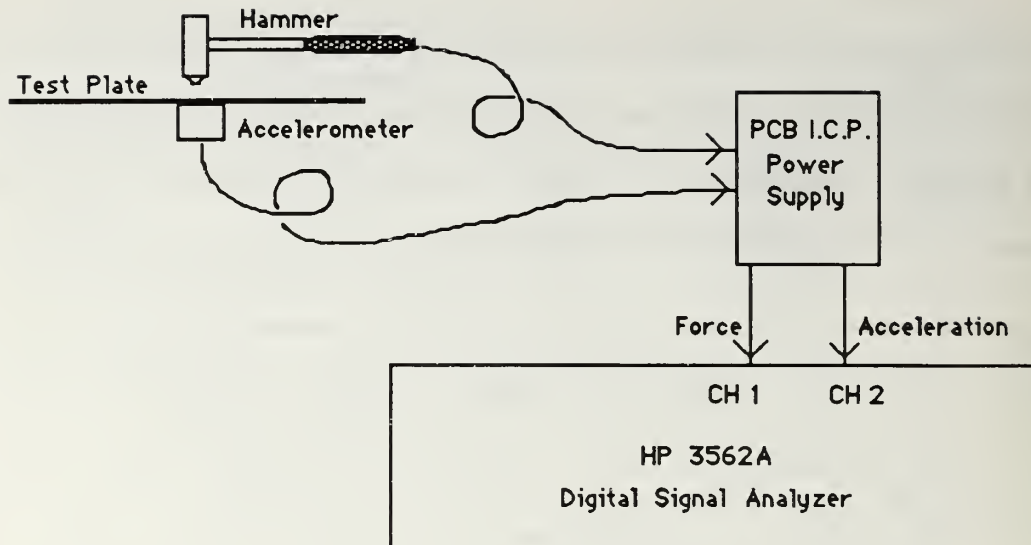 Hammer
Test Plate
Accelerometer
PCB I.C.P.
Power
Supply
Force
Acceleration
CH 1
CH 2
HP 3562A
Digital Signal Analyzer